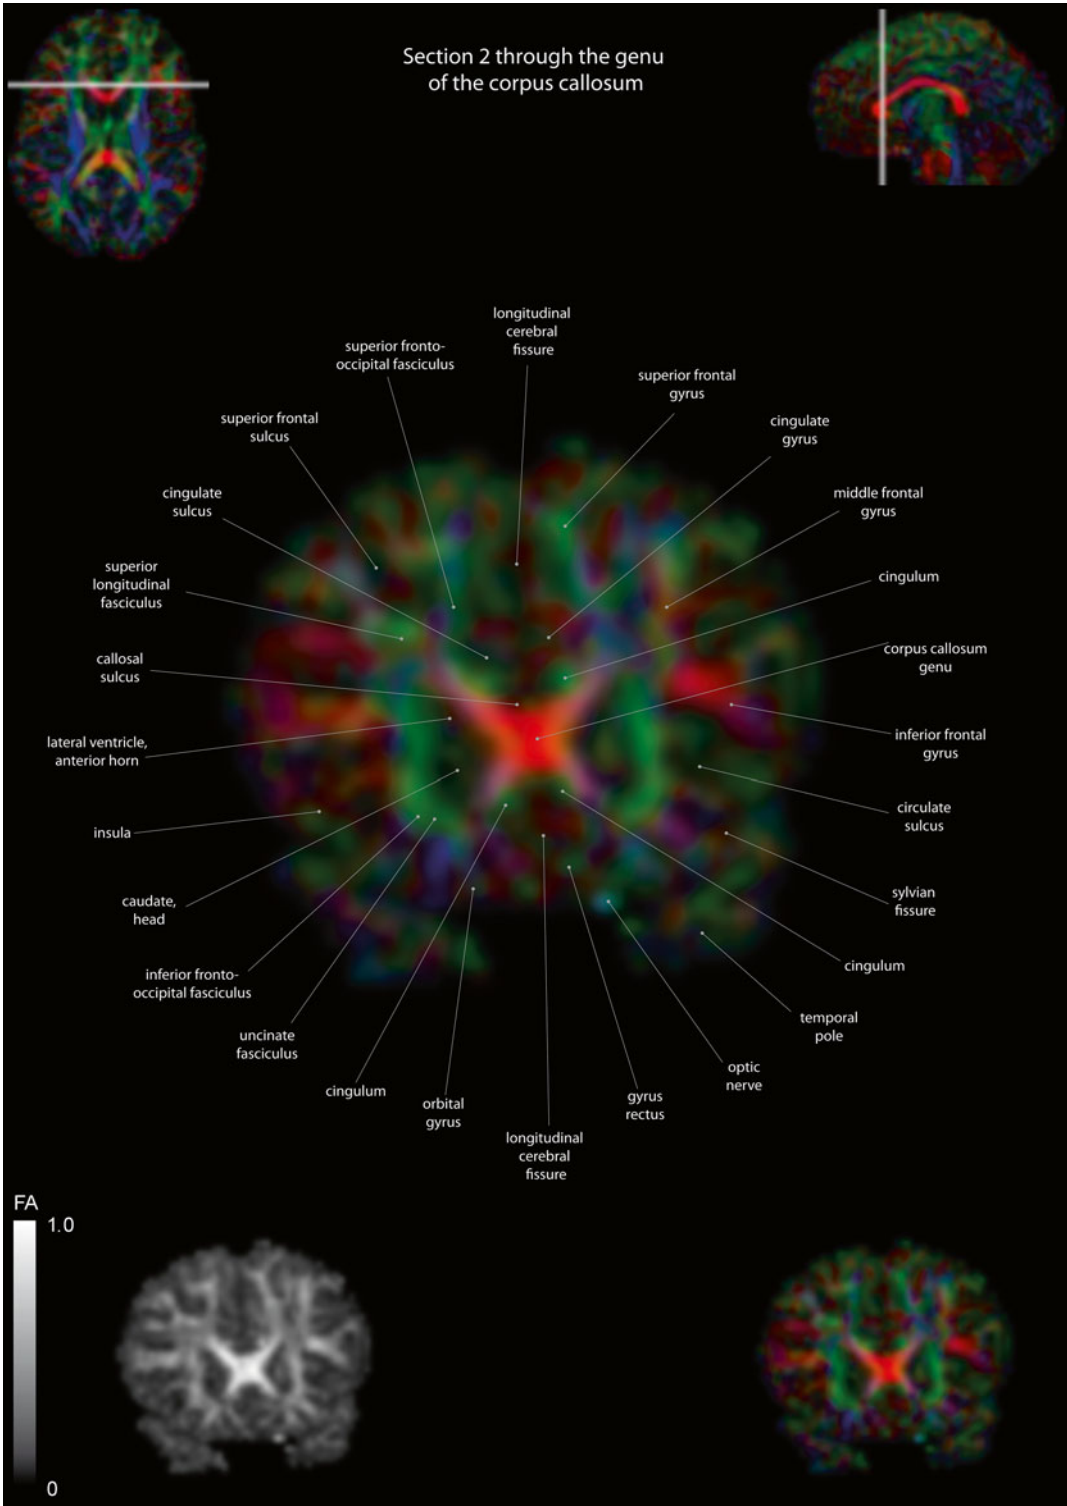 Section 2 through the genu
of the corpus callosum
longitudinal
cerebral
fissure
superior fronto-
occipital fasciculus
superior frontal
gyrus
superior frontal
sulcus
cingulate
gyrus
cingulate
sulcus
middle frontal
gyrus
superior
longitudinal
fasciculus
cingulum
callosal
sulcus
corpus callosum
genu
lateral ventricle,
anterior horn
inferior frontal
gyrus
insula
circulate
sulcus
caudate,
head
sylvian
fissure
inferior fronto-
occipital fasciculus
cingulum
uncinate
fasciculus
temporal
pole
cingulum
orbital
gyrus
longitudinal
cerebral
fissure
gyrus
rectus
optic
nerve
FA
1.0
0